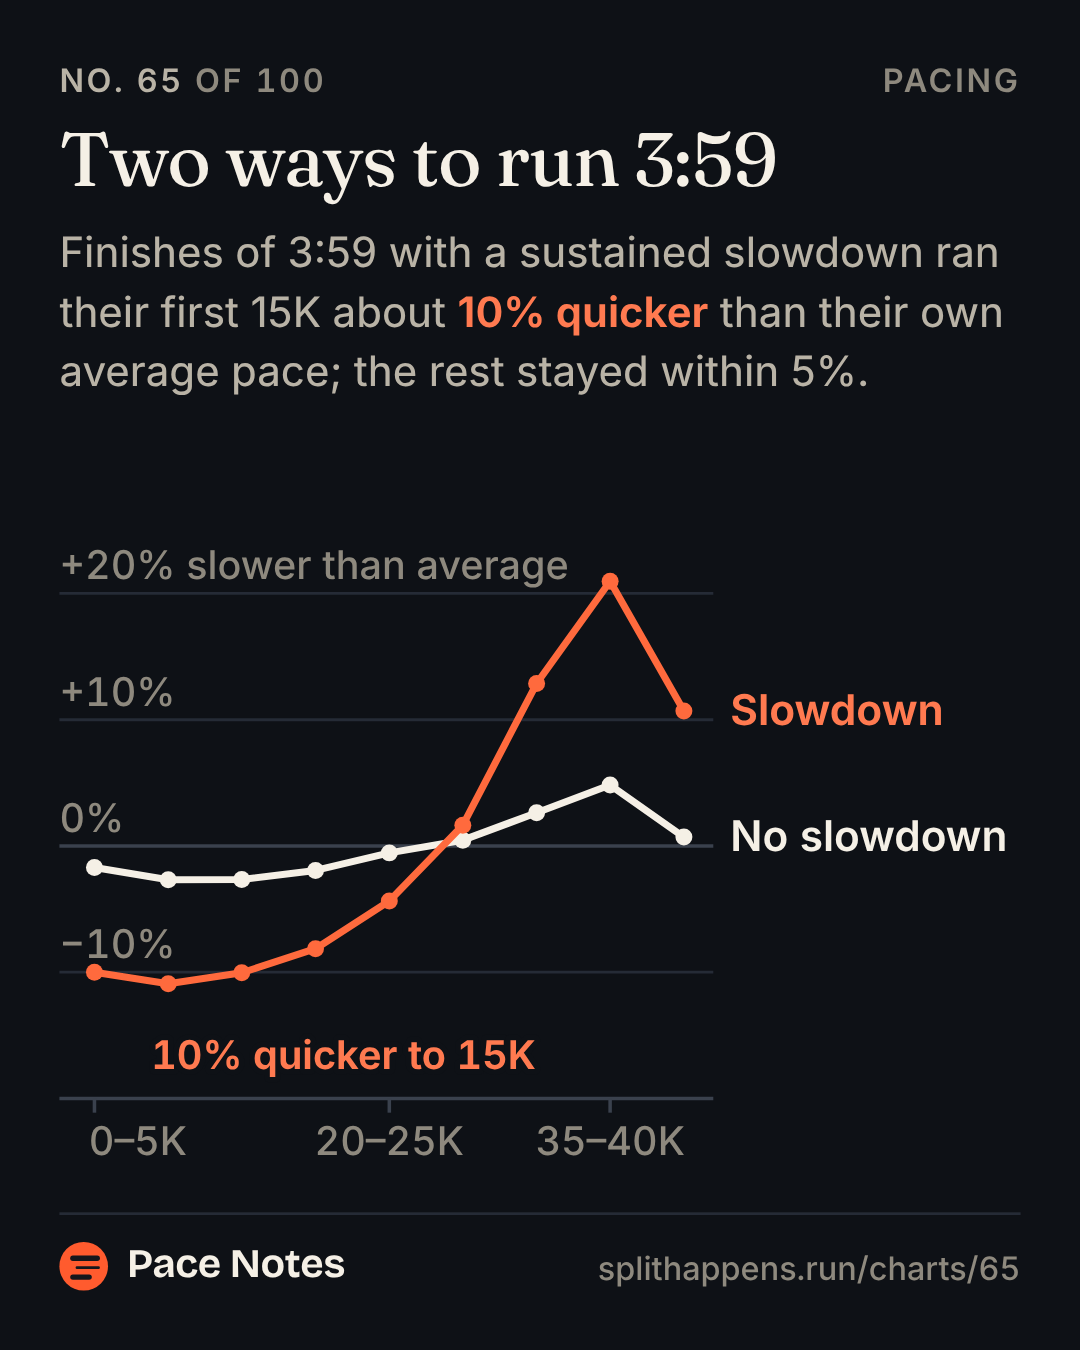 NO. 65 OF 100
PACING
Two ways to run 3:59
Finishes of 3:59 with a sustained slowdown ran
their first 15K about 10% quicker than their own
average pace; the rest stayed within 5%.
+20% slower than average
+10%
Slowdown
0%
No slowdown
−10%
10% quicker to 15K
0–5K
20–25K
35–40K
Pace Notes
splithappens.run/charts/65